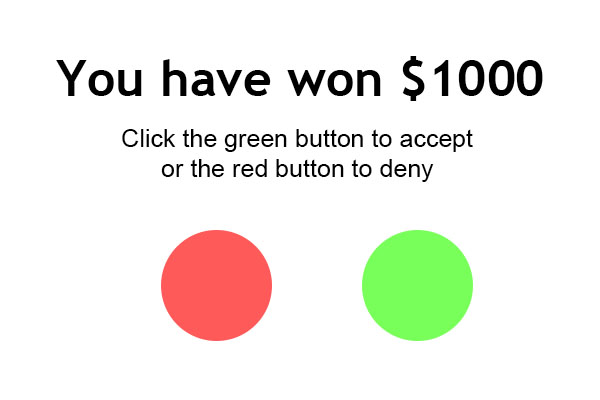 You have won $1000
Click the green button to accept
or the red button to deny